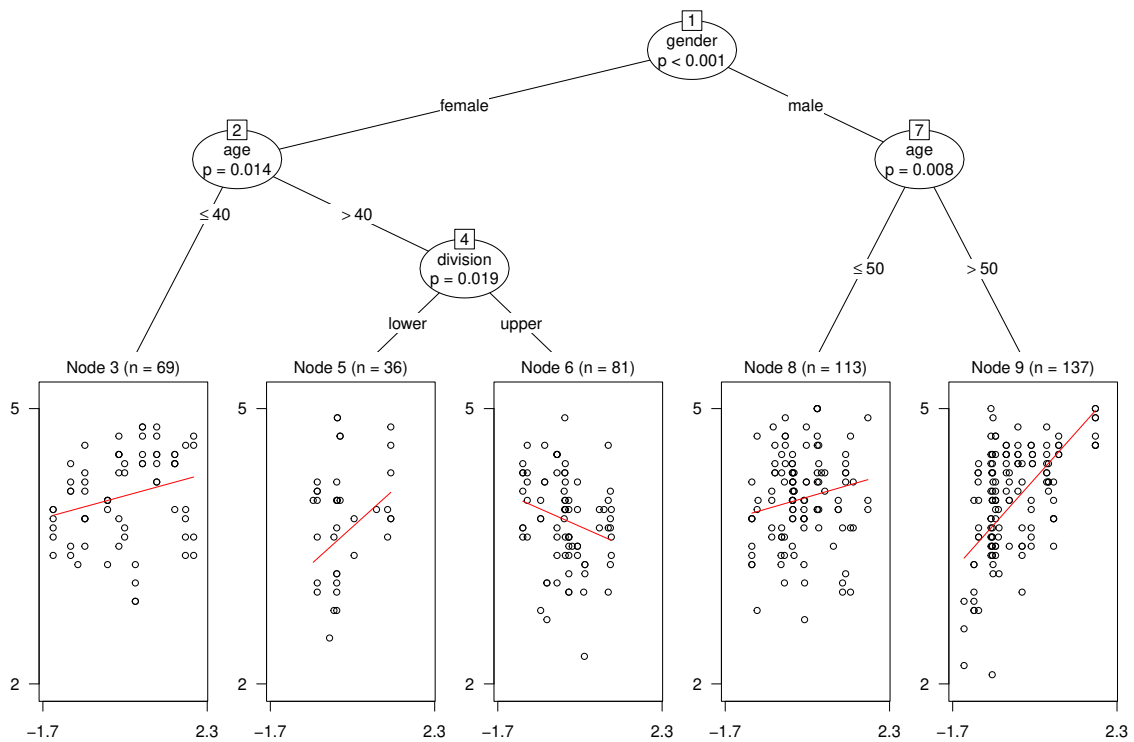 1
gender
p < 0.001
female
male
2
age
p = 0.014
7
age
p = 0.008
≤ 40
> 40
4
division
p = 0.019
≤ 50
> 50
lower
upper
Node 3 (n = 69)
Node 5 (n = 36)
Node 6 (n = 81)
Node 8 (n = 113)
Node 9 (n = 137)
5
5
5
5
5
2
2
2
2
2
−1.7
2.3
−1.7
2.3
−1.7
2.3
−1.7
2.3
−1.7
2.3